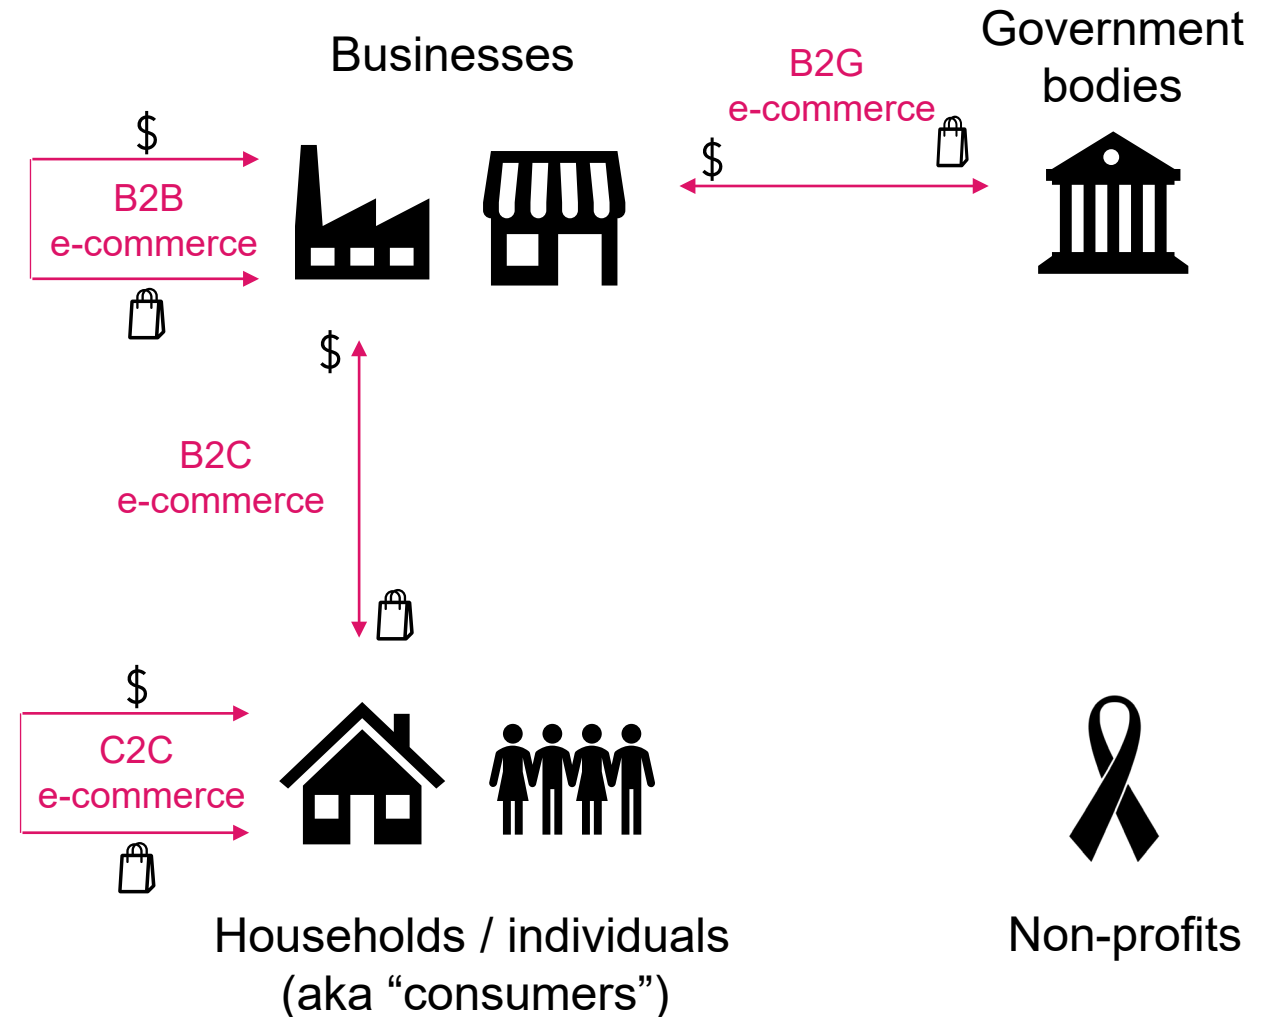 Businesses
Government
bodies
B2G
e-commerce
$
$
B2B
e-commerce
$
B2C
e-commerce
$
C2C
e-commerce
Households / individuals
(aka “consumers”)
Non-profits